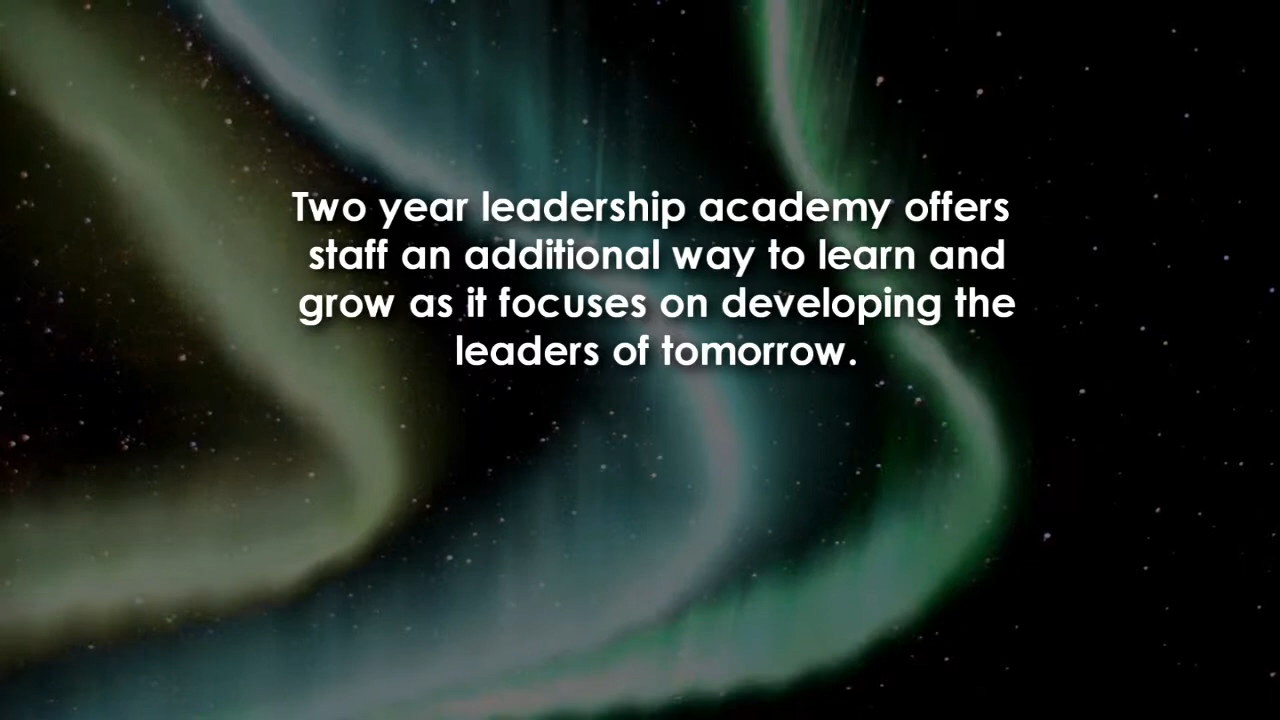 Two year leadership academy offers
staff an additional way to learn and
grow as it focuses on developing the
leaders of tomorrow.